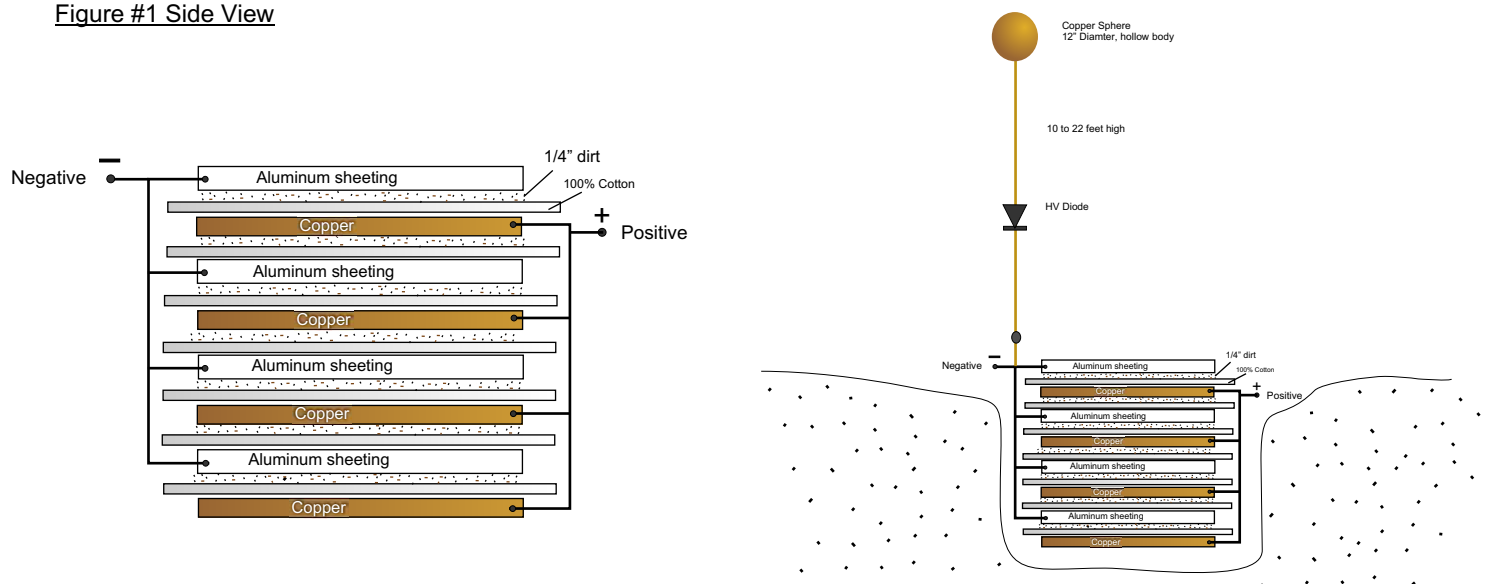 Figure #1 Side View
Negative
−
Aluminum sheeting
1/4” dirt
100% Cotton
Copper
+
Positive
Aluminum sheeting
Copper
Aluminum sheeting
Copper
Aluminum sheeting
Copper
Copper Sphere
12” Diamter, hollow body
10 to 22 feet high
HV Diode
Negative
−
Aluminum sheeting
1/4” dirt
100% Cotton
Copper
+
Positive
Aluminum sheeting
Copper
Aluminum sheeting
Copper
Aluminum sheeting
Copper